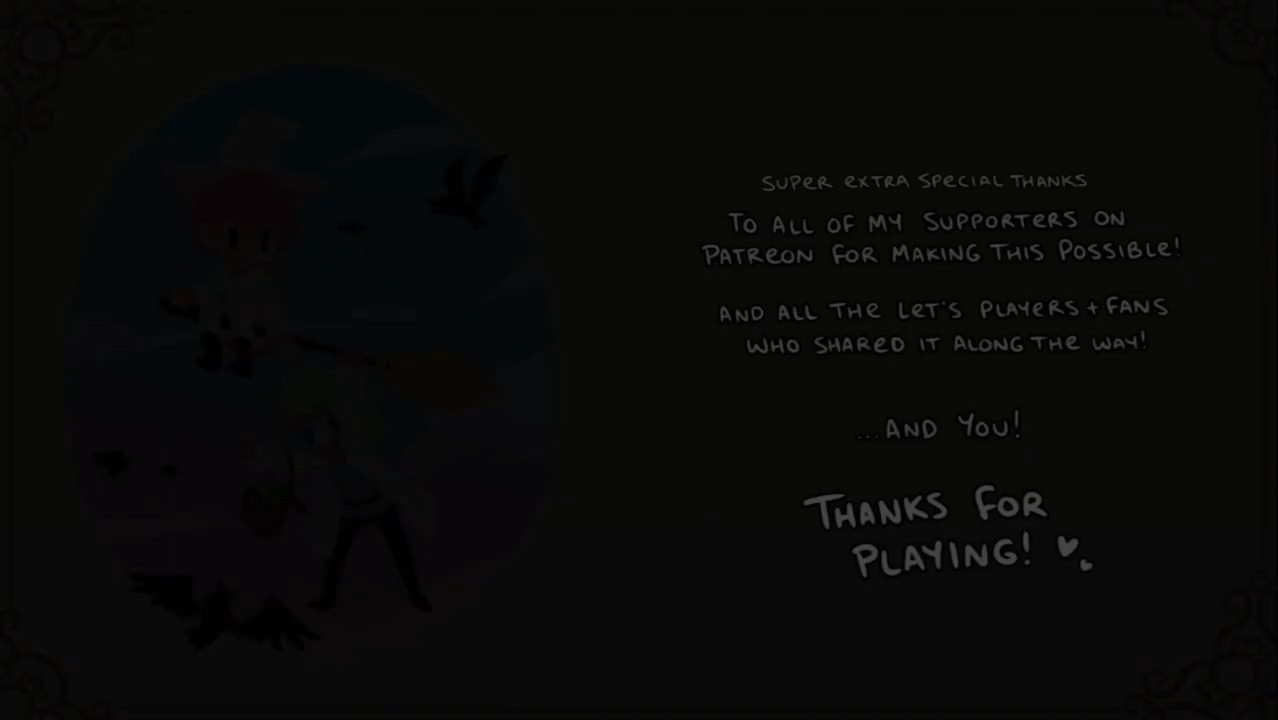 SUPER EXTRA SPECIAL THANKS
TO ALL OF MY SUPPORTERS ON
PATREON FOR MAKING THIS POSSIBLE!
AND ALL THE LET'S PLAYERS + FANS
WHO SHARED IT ALONG THE WAY!
...AND YOU!
THANKS FOR
PLAYING!